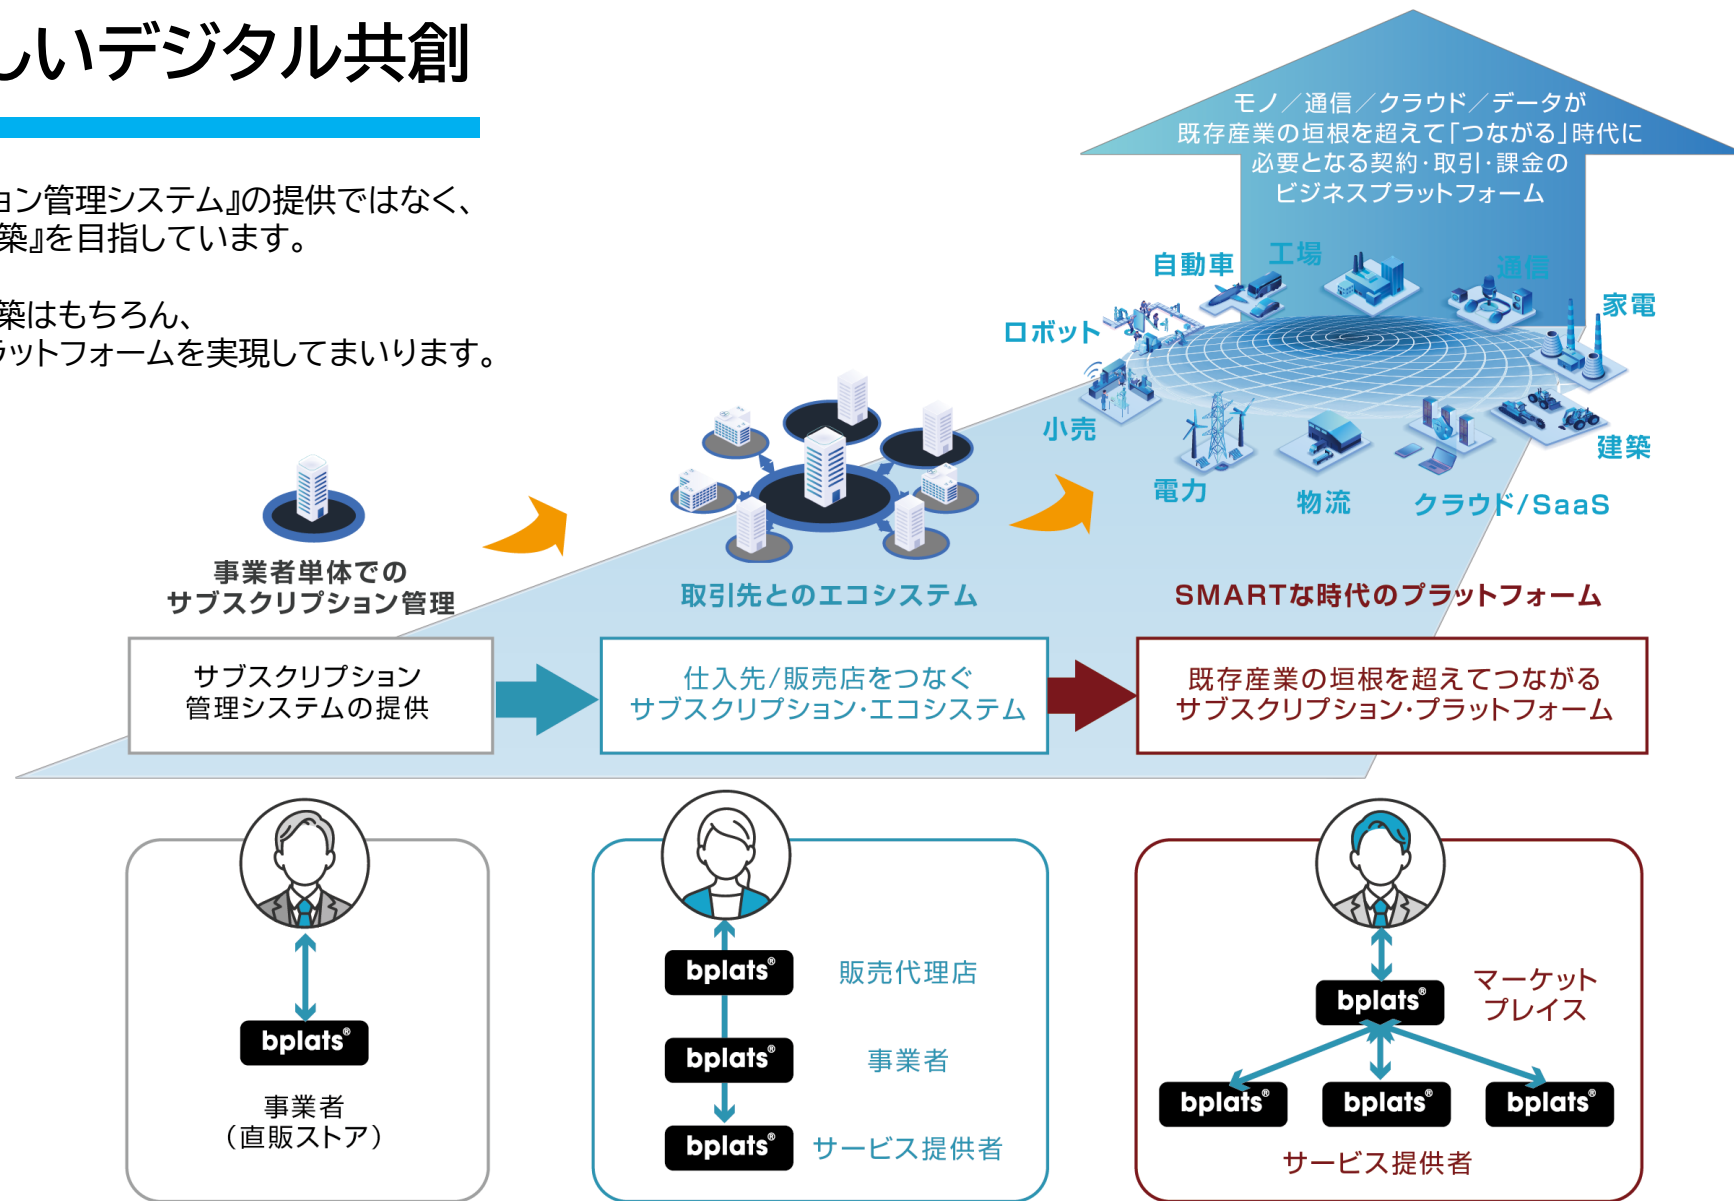 しいデジタル共創
ョン管理システム』の提供ではなく、
築』を目指しています。
築はもちろん、
ラットフォームを実現してまいります。
モノ／通信／クラウド／データが
既存産業の垣根を超えて「つながる」時代に
必要となる契約・取引・課金の
ビジネスプラットフォーム
自動車
工場
通信
家電
ロボット
小売
建築
電力
物流
クラウド/SaaS
事業者単体での
サブスクリプション管理
取引先とのエコシステム
SMARTな時代のプラットフォーム
サブスクリプション
管理システムの提供
仕入先/販売店をつなぐ
サブスクリプション・エコシステム
既存産業の垣根を超えてつながる
サブスクリプション・プラットフォーム
bplats®
事業者
（直販ストア）
bplats®
販売代理店
bplats®
事業者
bplats®
サービス提供者
bplats®
マーケット
プレイス
bplats®
bplats®
bplats®
サービス提供者